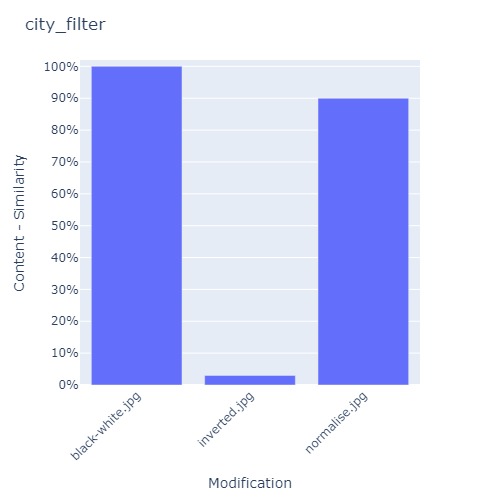 city_filter
Content - Similarity
100%
90%
80%
70%
60%
50%
40%
30%
20%
10%
0%
black-white.jpg
inverted.jpg
normalise.jpg
Modification